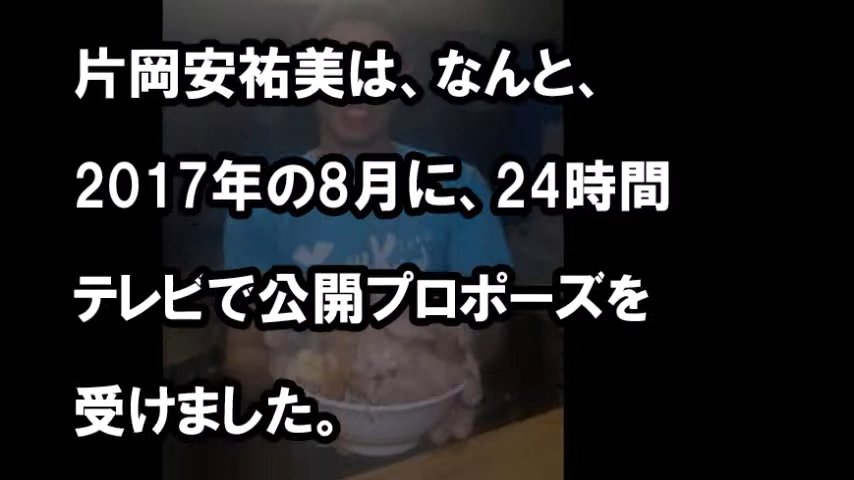 片岡安祐美は、なんと、
2017年の8月に、24時間
テレビで公開プロポーズを
受けました。